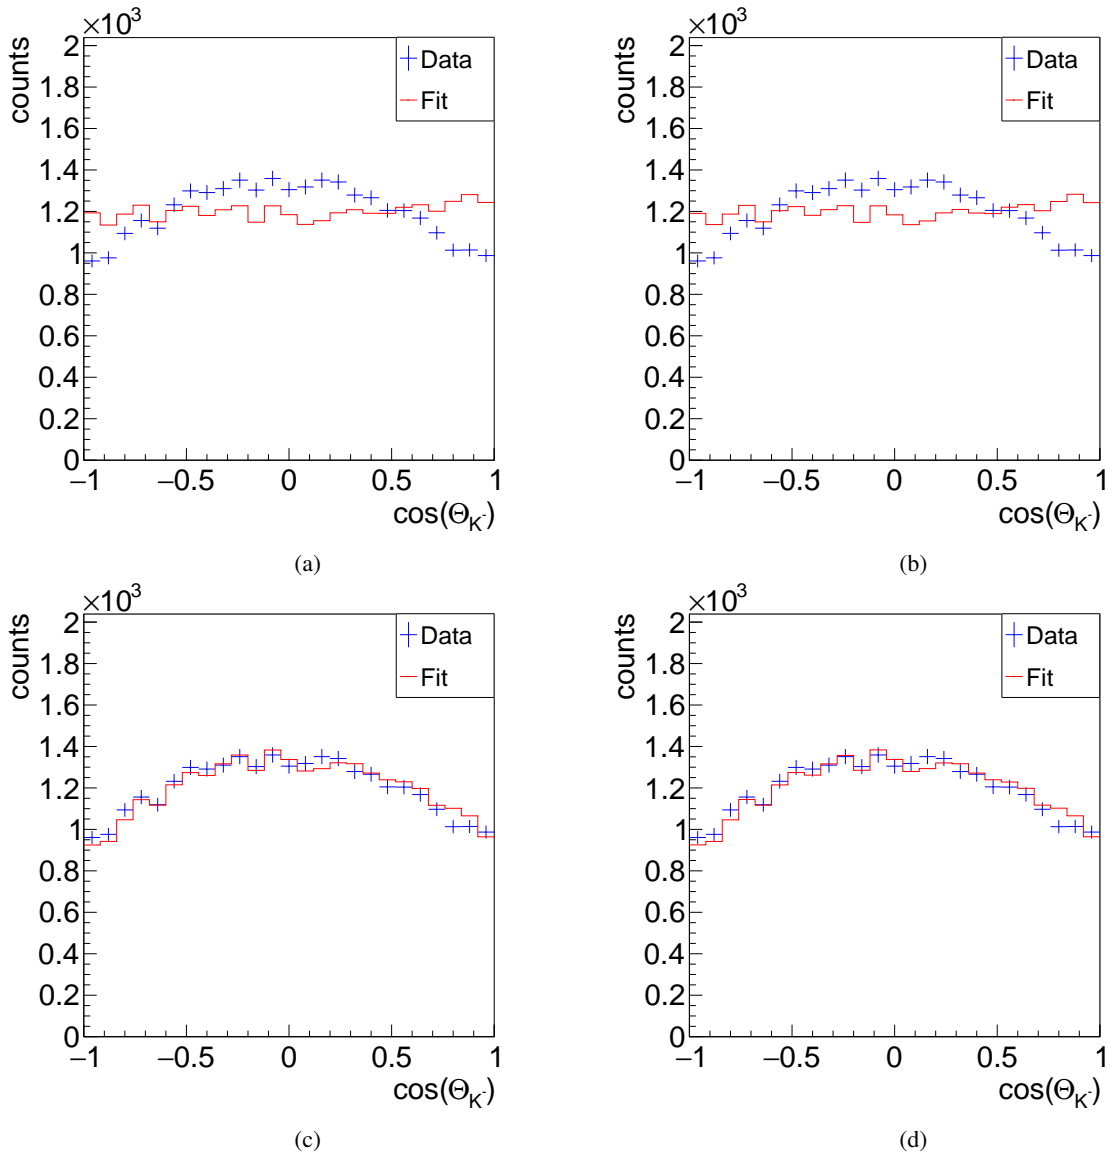 ×10³ ×10³
counts counts
2 2
Data Data
1.8 1.8
Fit Fit
1.6 1.6
1.4 1.4
1.2 1.2
1 1
0.8 0.8
0.6 0.6
0.4 0.4
0.2 0.2
0 0
−1 −0.5 0 0.5 1 −1 −0.5 0 0.5 1
cos(Θ_K⁻) cos(Θ_K⁻)
(a) (b)
×10³ ×10³
counts counts
2 2
Data Data
1.8 1.8
Fit Fit
1.6 1.6
1.4 1.4
1.2 1.2
1 1
0.8 0.8
0.6 0.6
0.4 0.4
0.2 0.2
0 0
−1 −0.5 0 0.5 1 −1 −0.5 0 0.5 1
cos(Θ_K⁻) cos(Θ_K⁻)
(c) (d)